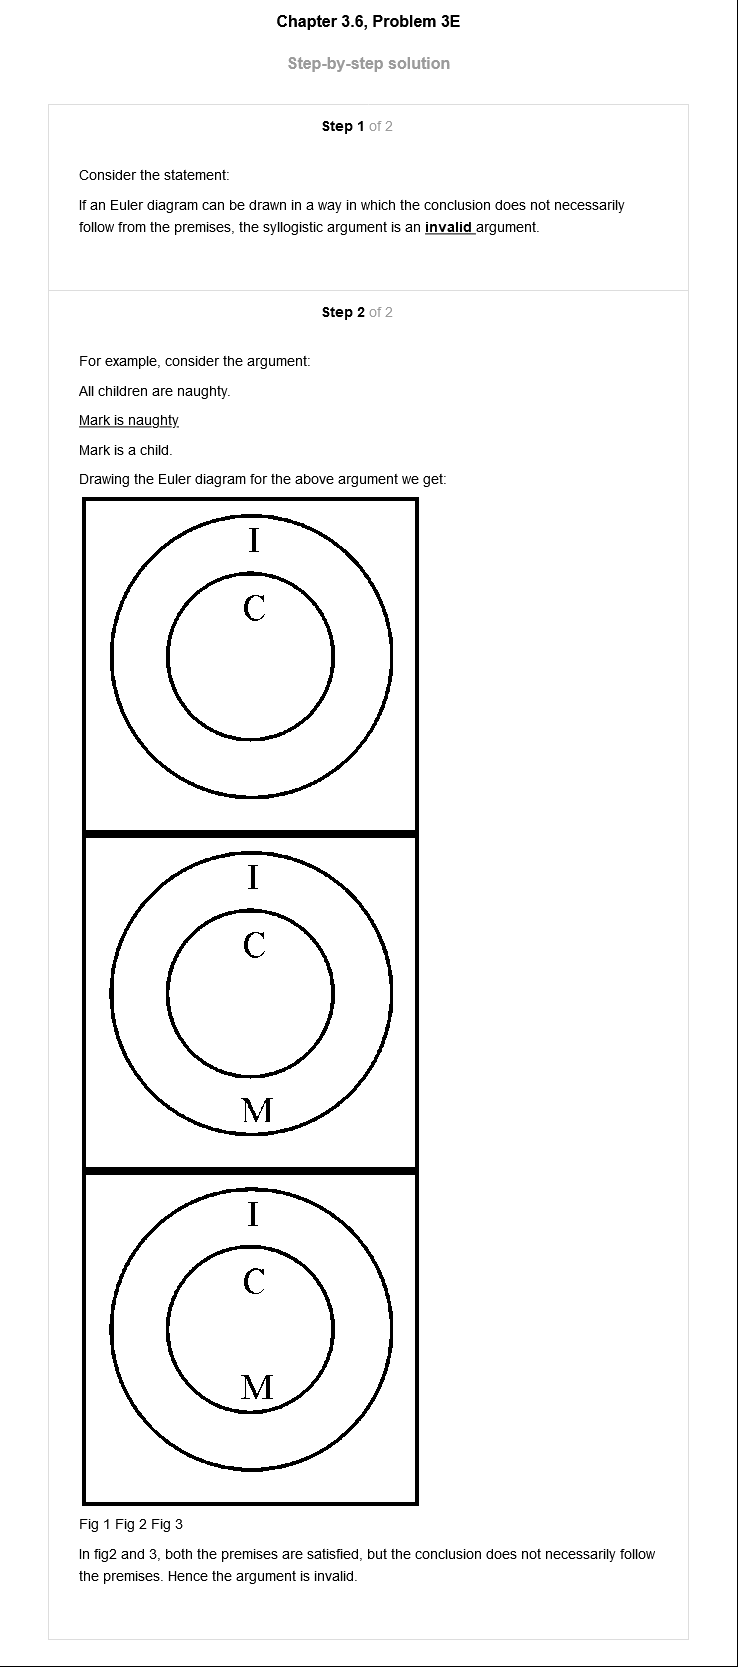 Chapter 3.6, Problem 3E
Step-by-step solution
Step 1 of 2
Consider the statement:
If an Euler diagram can be drawn in a way in which the conclusion does not necessarily
follow from the premises, the syllogistic argument is an invalid argument.
Step 2 of 2
For example, consider the argument:
All children are naughty.
Mark is naughty
Mark is a child.
Drawing the Euler diagram for the above argument we get:
I
C
I
C
M
I
C
M
Fig 1 Fig 2 Fig 3
In fig2 and 3, both the premises are satisfied, but the conclusion does not necessarily follow
the premises. Hence the argument is invalid.